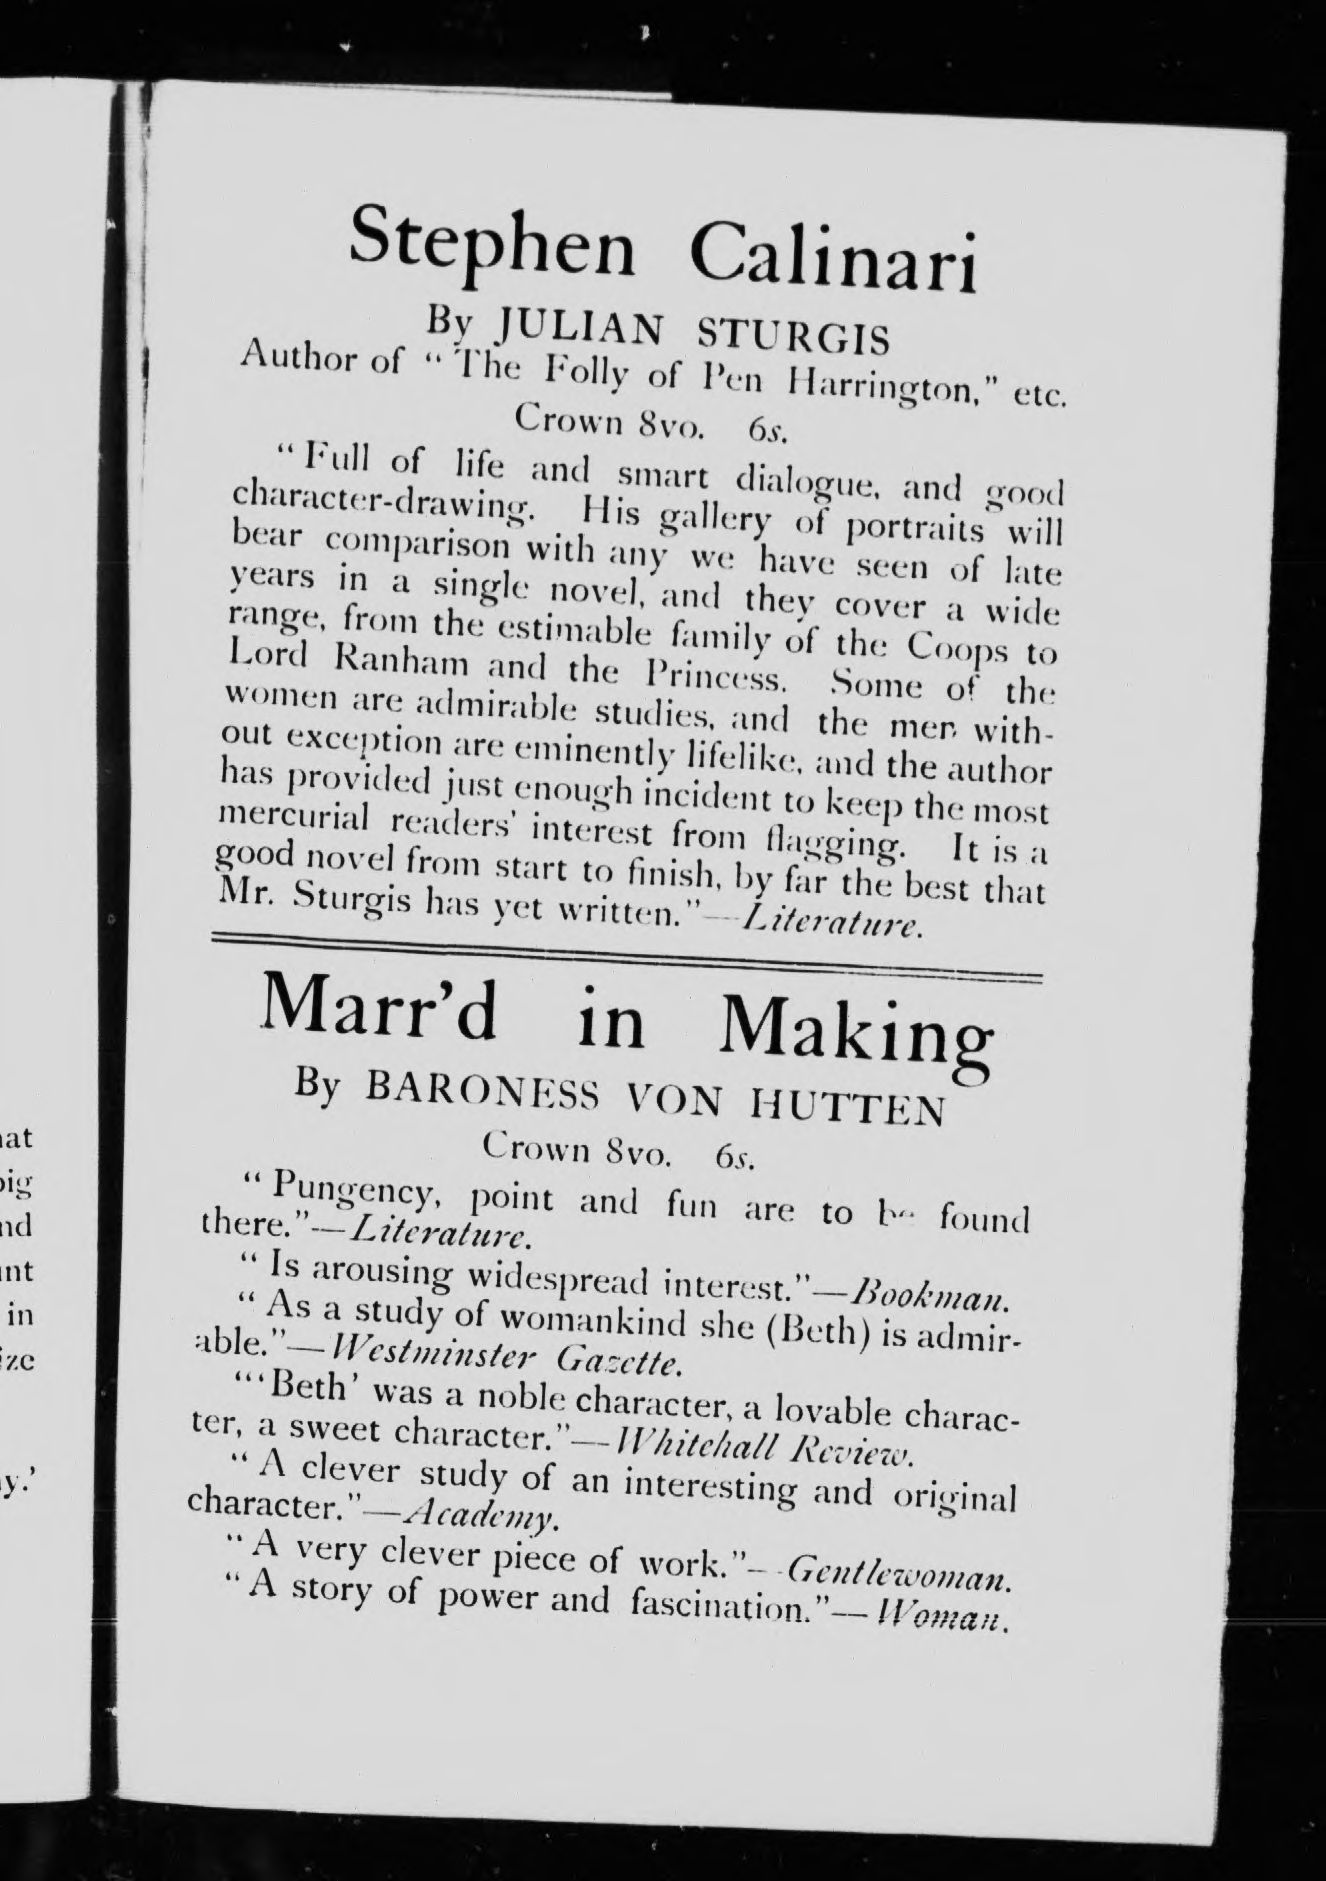 Stephen Calinari
By JULIAN STURGIS
Author of "The Folly of Pen Harrington," etc.
Crown 8vo. 6s.
"Full of life and smart dialogue, and good
character-drawing. His gallery of portraits will
bear comparison with any we have seen of late
years in a single novel, and they cover a wide
range, from the estimable family of the Coops to
Lord Ranham and the Princess. Some of the
women are admirable studies, and the men with-
out exception are eminently lifelike, and the author
has provided just enough incident to keep the most
mercurial readers' interest from flagging. It is a
good novel from start to finish, by far the best that
Mr. Sturgis has yet written."—Literature.
Marr'd in Making
By BARONESS VON HUTTEN
Crown 8vo. 6s.
"Pungency, point and fun are to be found
there."—Literature.
"Is arousing widespread interest."—Bookman.
"As a study of womankind she (Beth) is admir-
able."—Westminster Gazette.
"'Beth' was a noble character, a lovable charac-
ter, a sweet character."—Whitehall Review.
"A clever study of an interesting and original
character."—Academy.
"A very clever piece of work."—Gentlewoman.
"A story of power and fascination."—Woman.